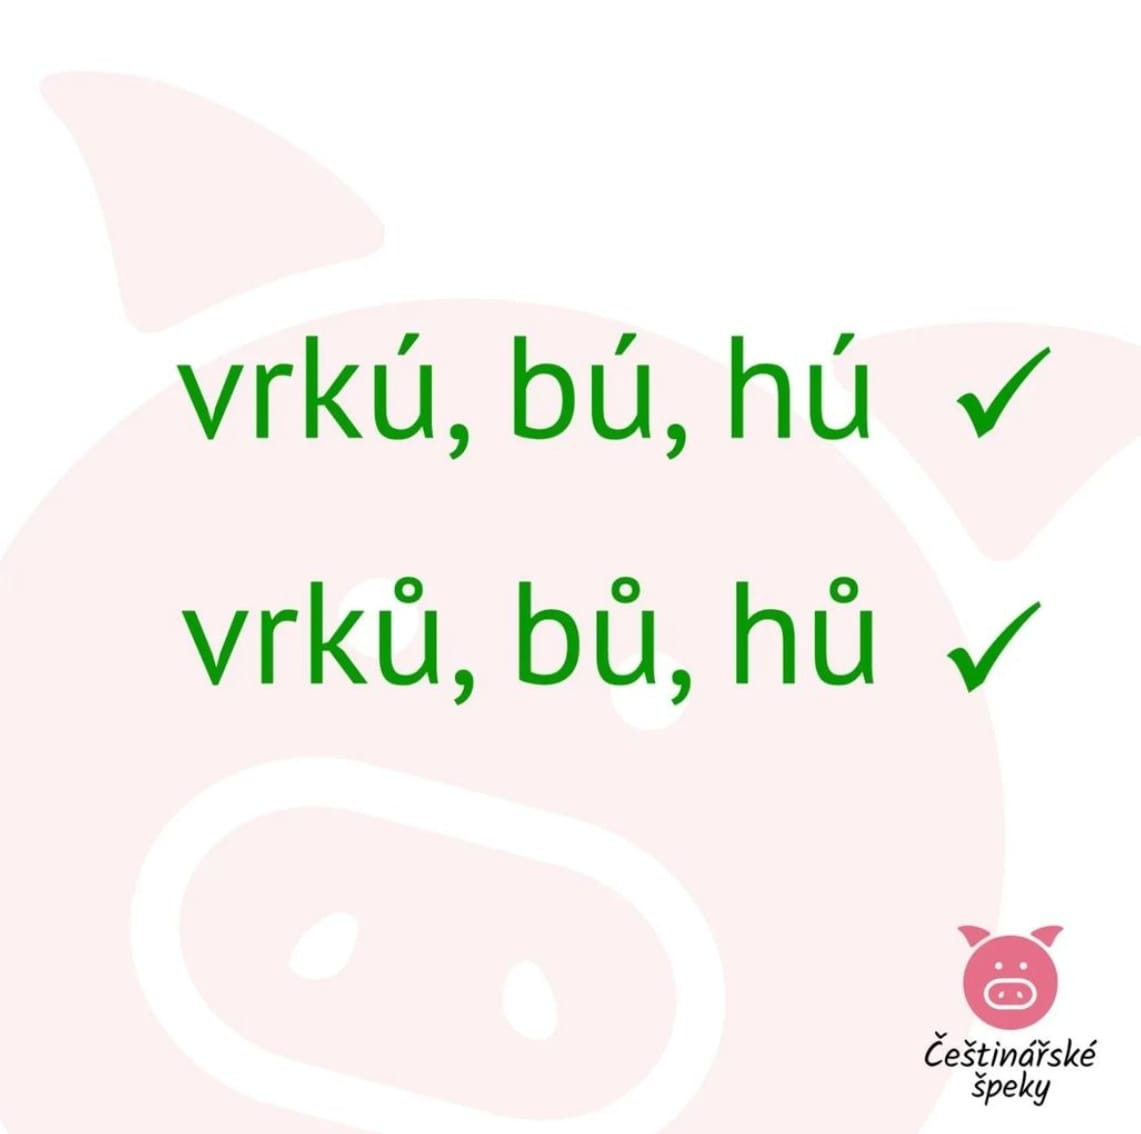 vrkú, bú, hú ✓
vrků, bů, hů ✓
Češtinářské
špeky